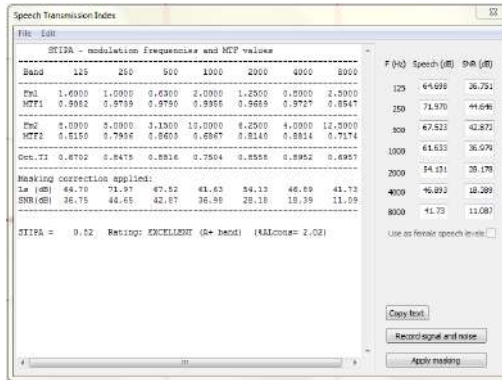 Speech Transmission Index
File Edit
STIPA - modulation frequencies and MTF values
Band 125 250 500 1000 2000 4000 8000
Fm1 1.6000 1.0000 0.6300 2.0000 1.2500 0.8000 2.5000
MTF1 0.9882 0.9789 0.9790 0.9855 0.9689 0.9727 0.8547
Fm2 8.0000 5.0000 3.1500 10.0000 6.2500 4.0000 12.5000
MTF2 0.5150 0.7906 0.8603 0.6867 0.8140 0.8814 0.7174
Oct.TI 0.8702 0.8475 0.8816 0.7504 0.8558 0.8952 0.6957
Masking correction applied:
Ls (dB) 64.70 71.97 67.52 61.63 54.13 46.89 41.73
SNR(dB) 36.75 44.65 42.87 36.98 28.18 18.39 11.09
STIPA = 0.82 Rating: EXCELLENT (A+ band) (%ALcons= 2.02)
F (Hz) Speech (dB) SNR (dB)
125 64.698 36.751
250 71.970 44.646
500 67.523 42.872
1000 61.633 36.979
2000 54.131 28.178
4000 46.893 18.389
8000 41.73 11.087
Use as female speech levels
Copy text
Record signal and noise
Apply masking